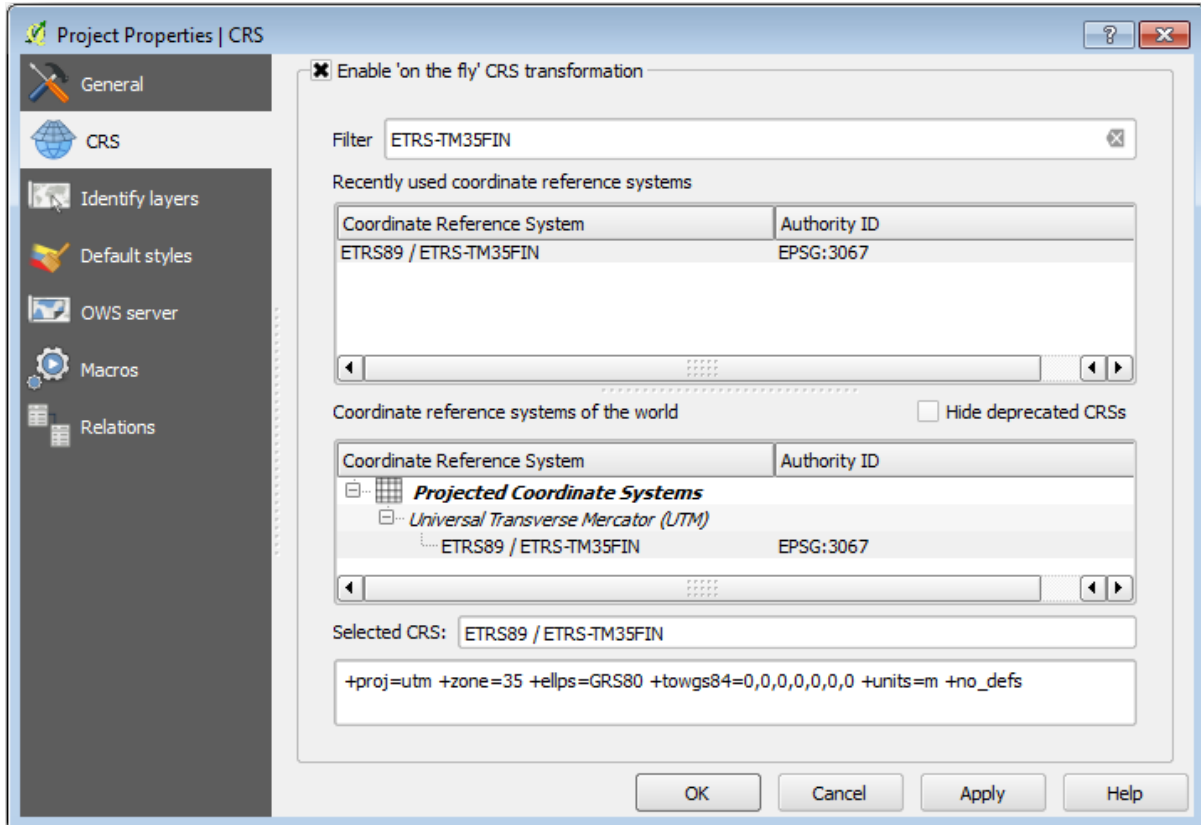 Project Properties | CRS
General
CRS
Identify layers
Default styles
OWS server
Macros
Relations
Enable 'on the fly' CRS transformation
Filter ETRS-TM35FIN
Recently used coordinate reference systems
Coordinate Reference System Authority ID
ETRS89 / ETRS-TM35FIN EPSG:3067
Coordinate reference systems of the world Hide deprecated CRSs
Coordinate Reference System Authority ID
Projected Coordinate Systems
Universal Transverse Mercator (UTM)
ETRS89 / ETRS-TM35FIN EPSG:3067
Selected CRS: ETRS89 / ETRS-TM35FIN
+proj=utm +zone=35 +ellps=GRS80 +towgs84=0,0,0,0,0,0,0 +units=m +no_defs
OK Cancel Apply Help